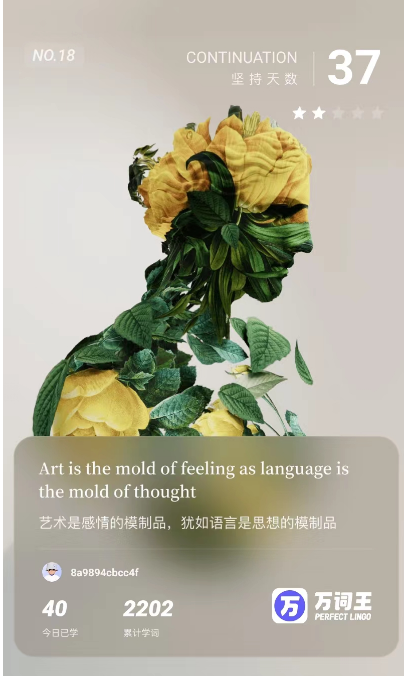 NO.18
CONTINUATION
坚持天数
37
Art is the mold of feeling as language is
the mold of thought
艺术是感情的模制品，犹如语言是思想的模制品
8a9894cbcc4f
40
今日已学
2202
累计学词
万
万词王
PERFECT LINGO